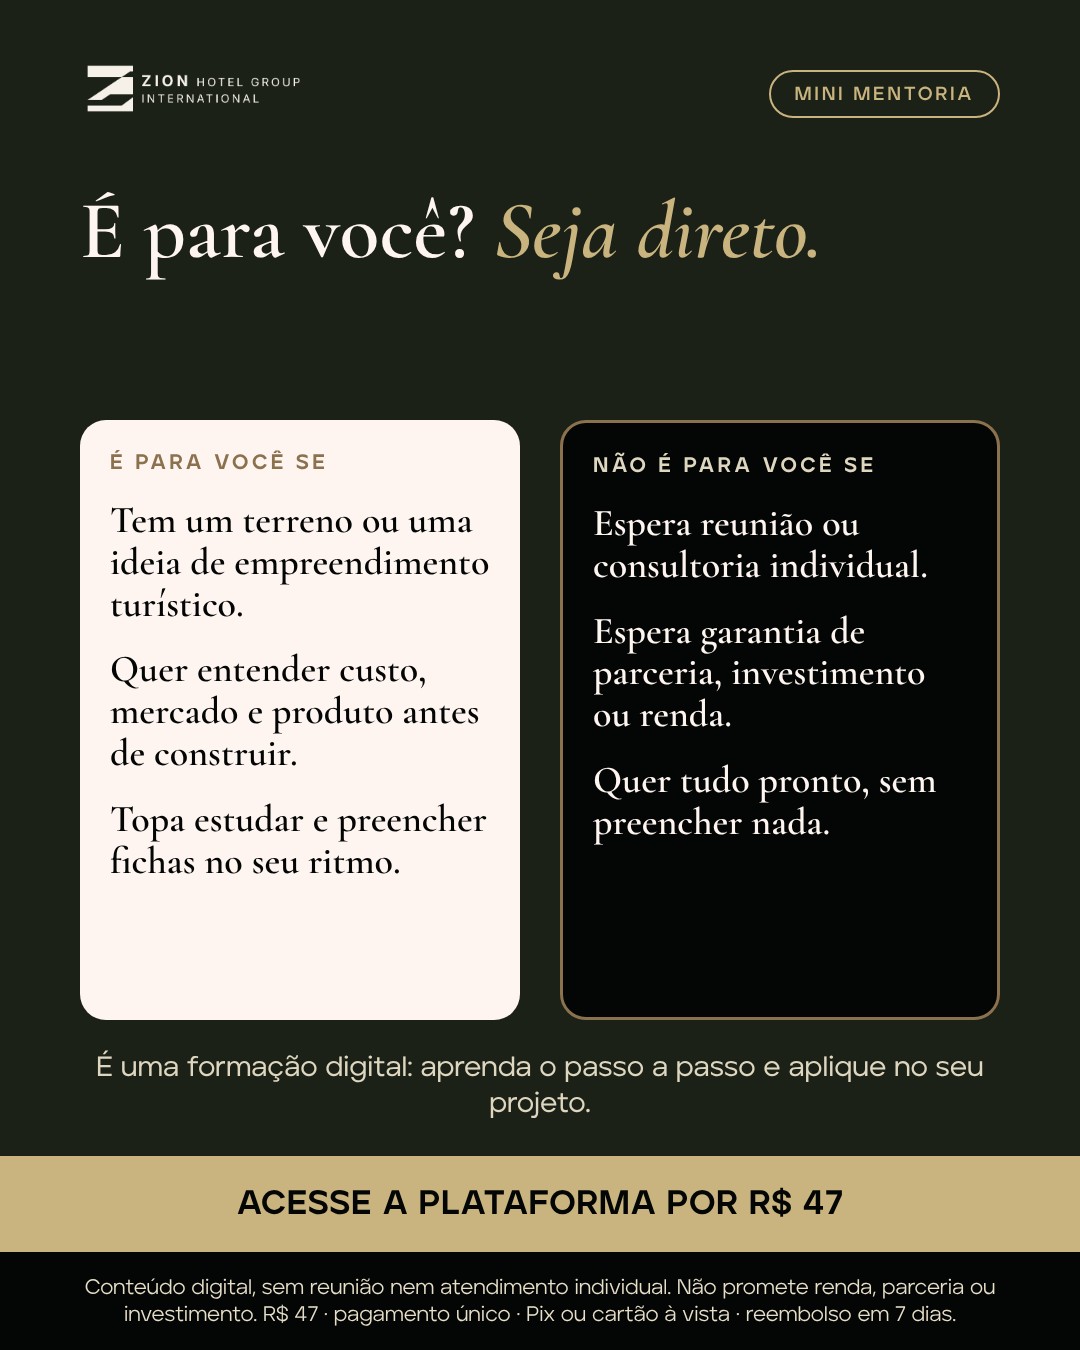 ZION HOTEL GROUP
INTERNATIONAL
MINI MENTORIA
É para você? Seja direto.
É PARA VOCÊ SE
Tem um terreno ou uma
ideia de empreendimento
turístico.
Quer entender custo,
mercado e produto antes
de construir.
Topa estudar e preencher
fichas no seu ritmo.
NÃO É PARA VOCÊ SE
Espera reunião ou
consultoria individual.
Espera garantia de
parceria, investimento
ou renda.
Quer tudo pronto, sem
preencher nada.
É uma formação digital: aprenda o passo a passo e aplique no seu
projeto.
ACESSE A PLATAFORMA POR R$ 47
Conteúdo digital, sem reunião nem atendimento individual. Não promete renda, parceria ou
investimento. R$ 47 · pagamento único · Pix ou cartão à vista · reembolso em 7 dias.